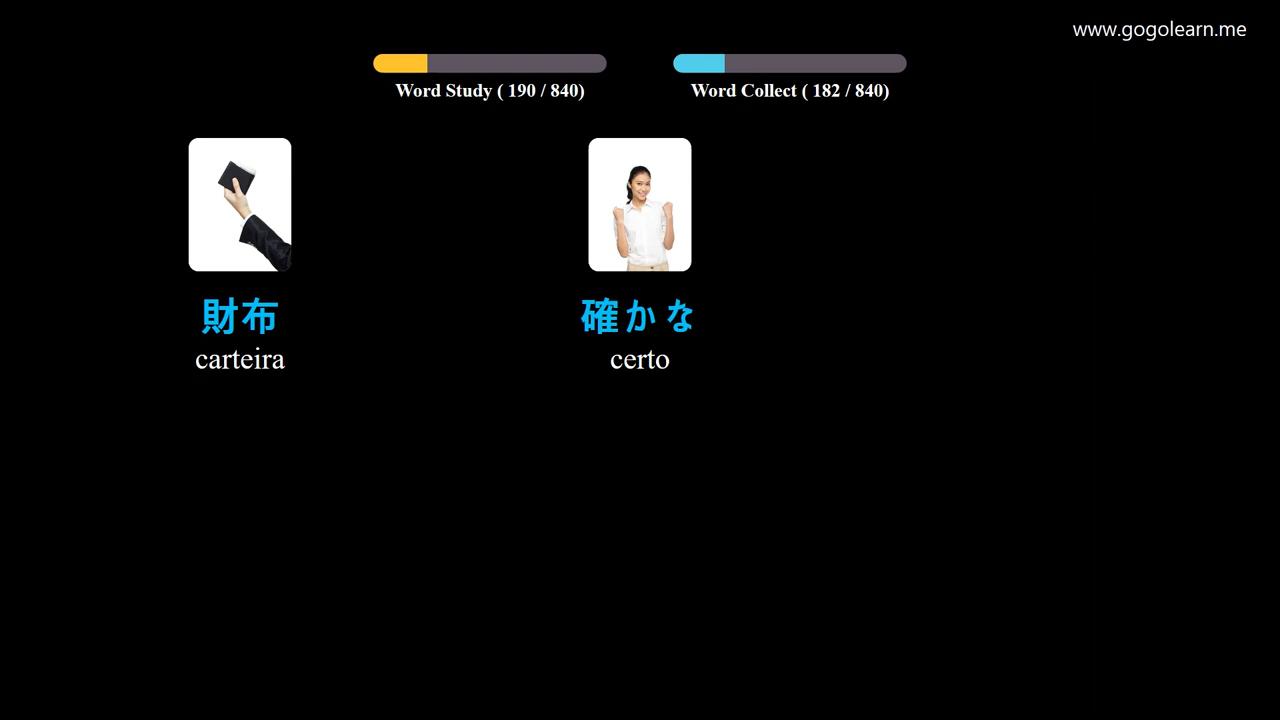 www.gogolearn.me
Word Study ( 190 / 840)
Word Collect ( 182 / 840)
財布
carteira
確かな
certo